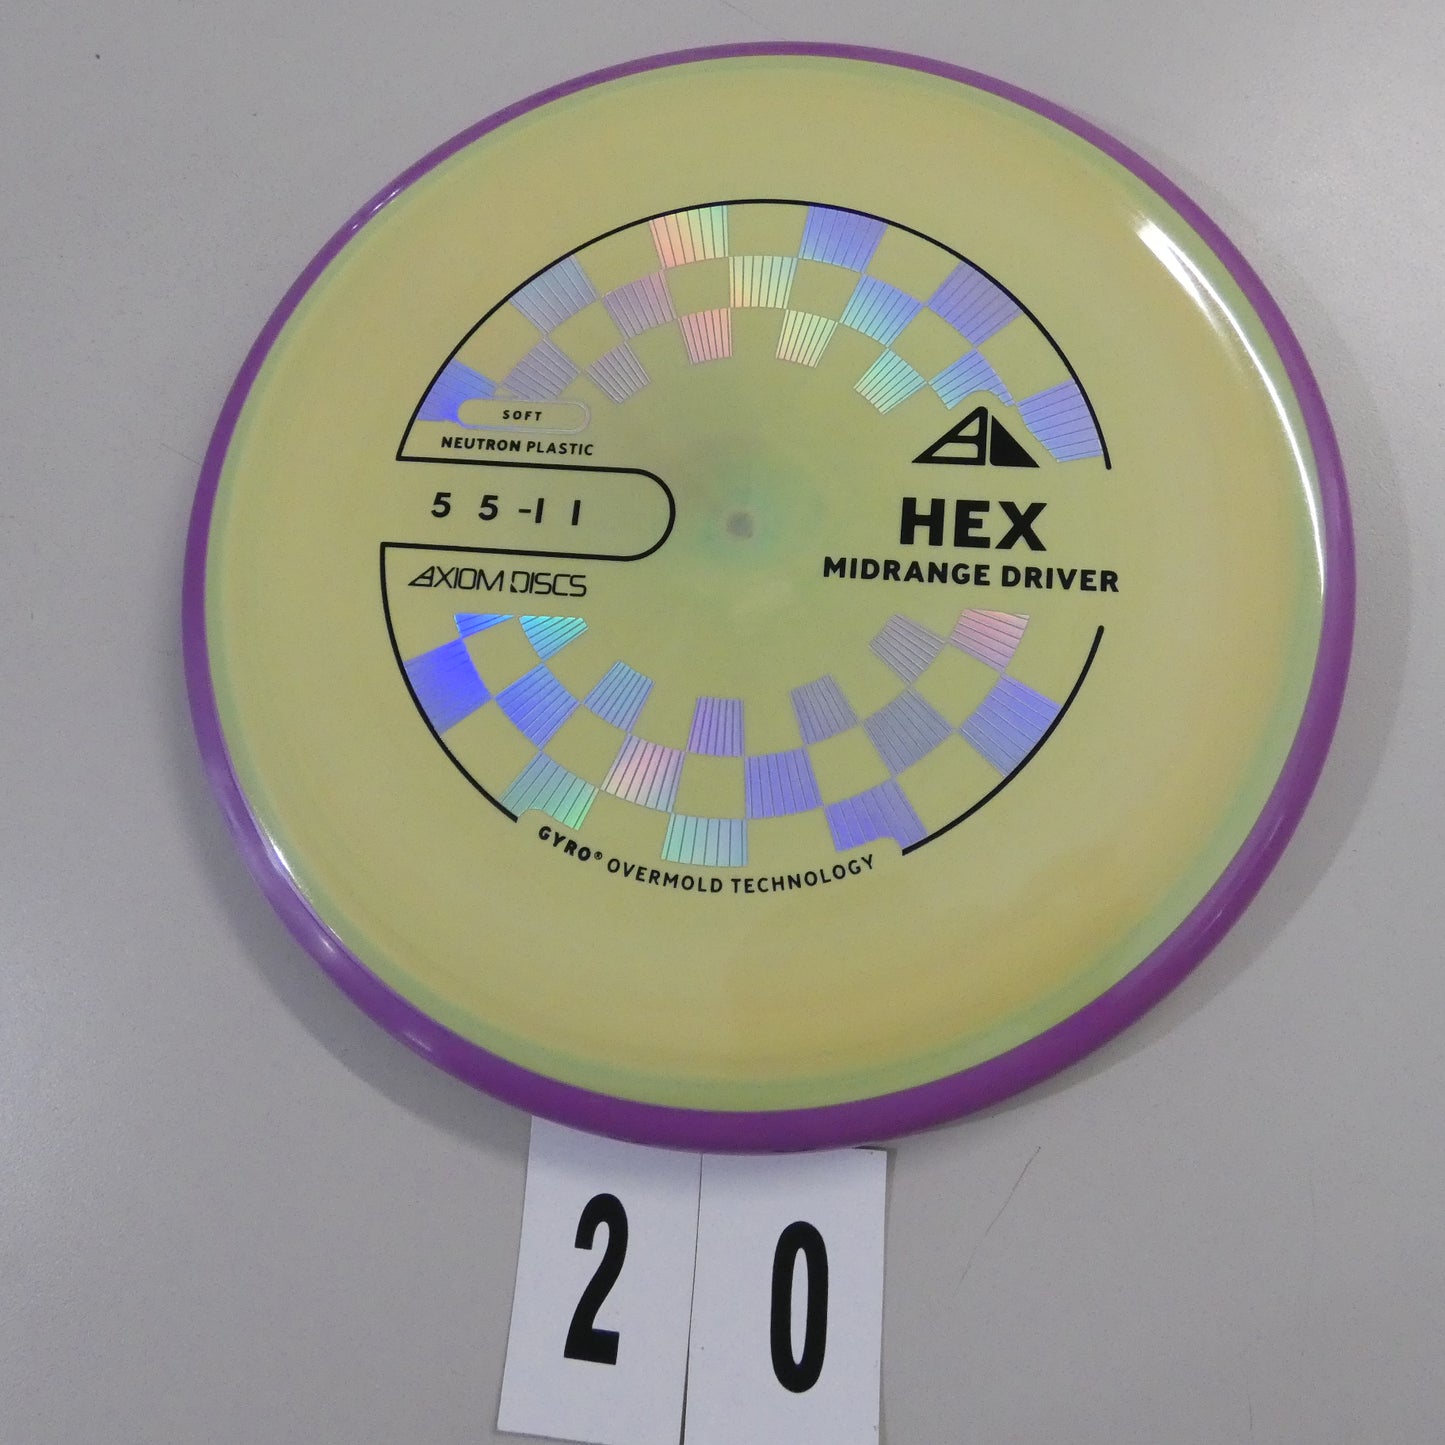 SOFT
NEUTRON PLASTIC
5 5 -1 1
AXIOM DISCS
HEX
MIDRANGE DRIVER
GYRO® OVERMOLD TECHNOLOGY
2 0